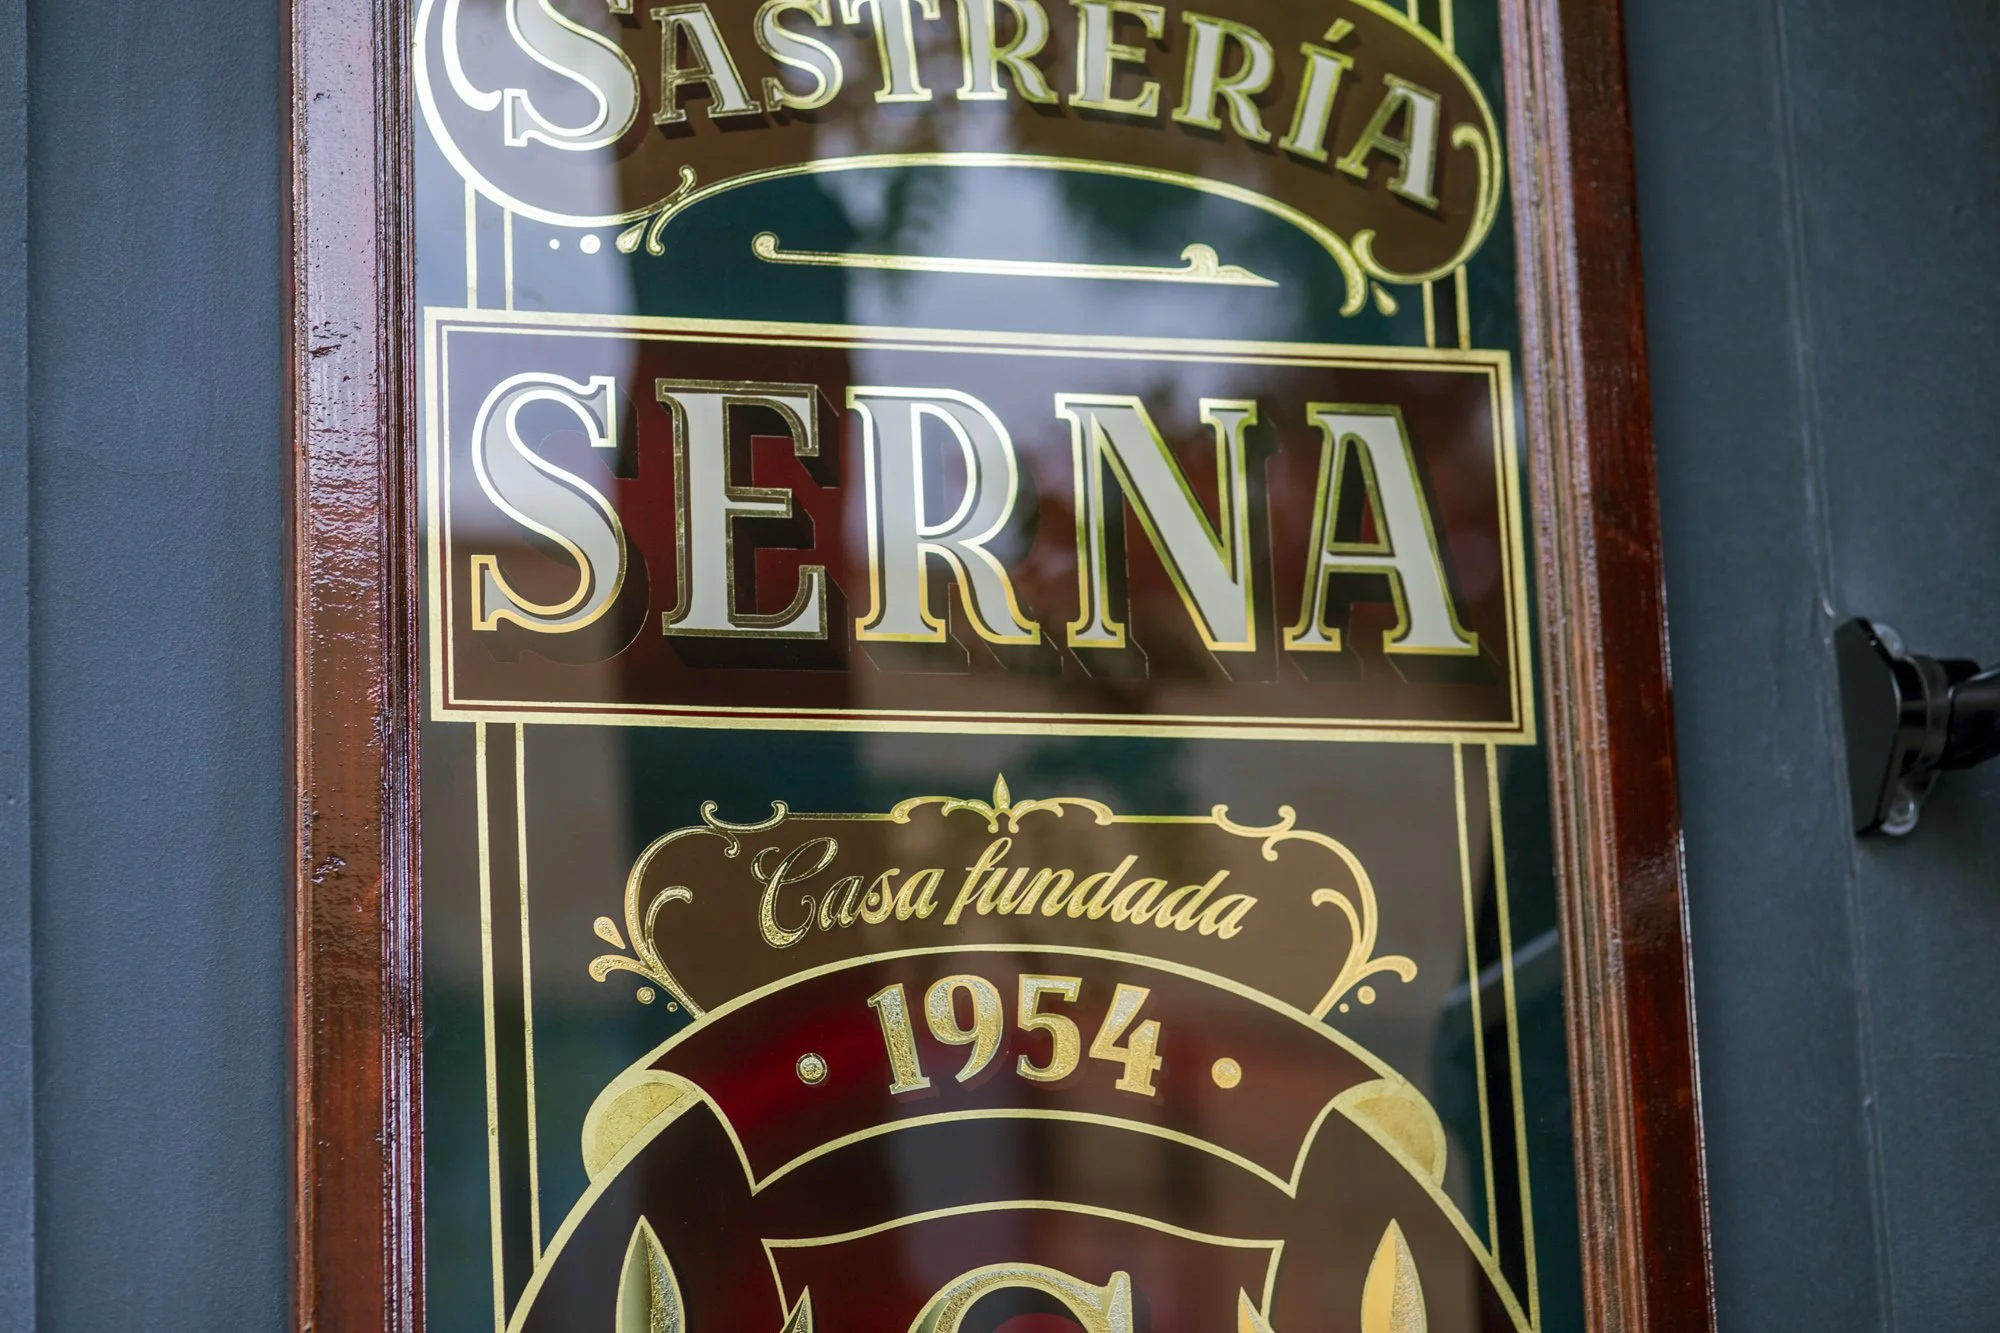 SASTRERÍA
SERNA
Casa fundada
· 1954 ·